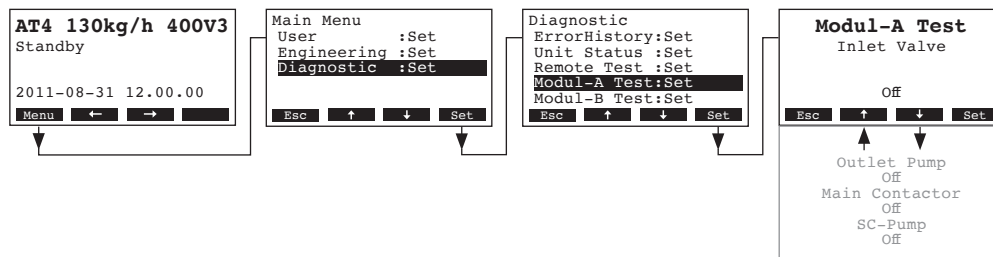 AT4 130kg/h 400V3
Standby
2011-08-31 12.00.00
Menu ← →
Main Menu
User :Set
Engineering :Set
Diagnostic :Set
Esc ↑ ↓ Set
Diagnostic
ErrorHistory:Set
Unit Status :Set
Remote Test :Set
Modul-A Test:Set
Modul-B Test:Set
Esc ↑ ↓ Set
Modul-A Test
Inlet Valve
Off
Esc ↑ ↓ Set
Outlet Pump
Off
Main Contactor
Off
SC-Pump
Off